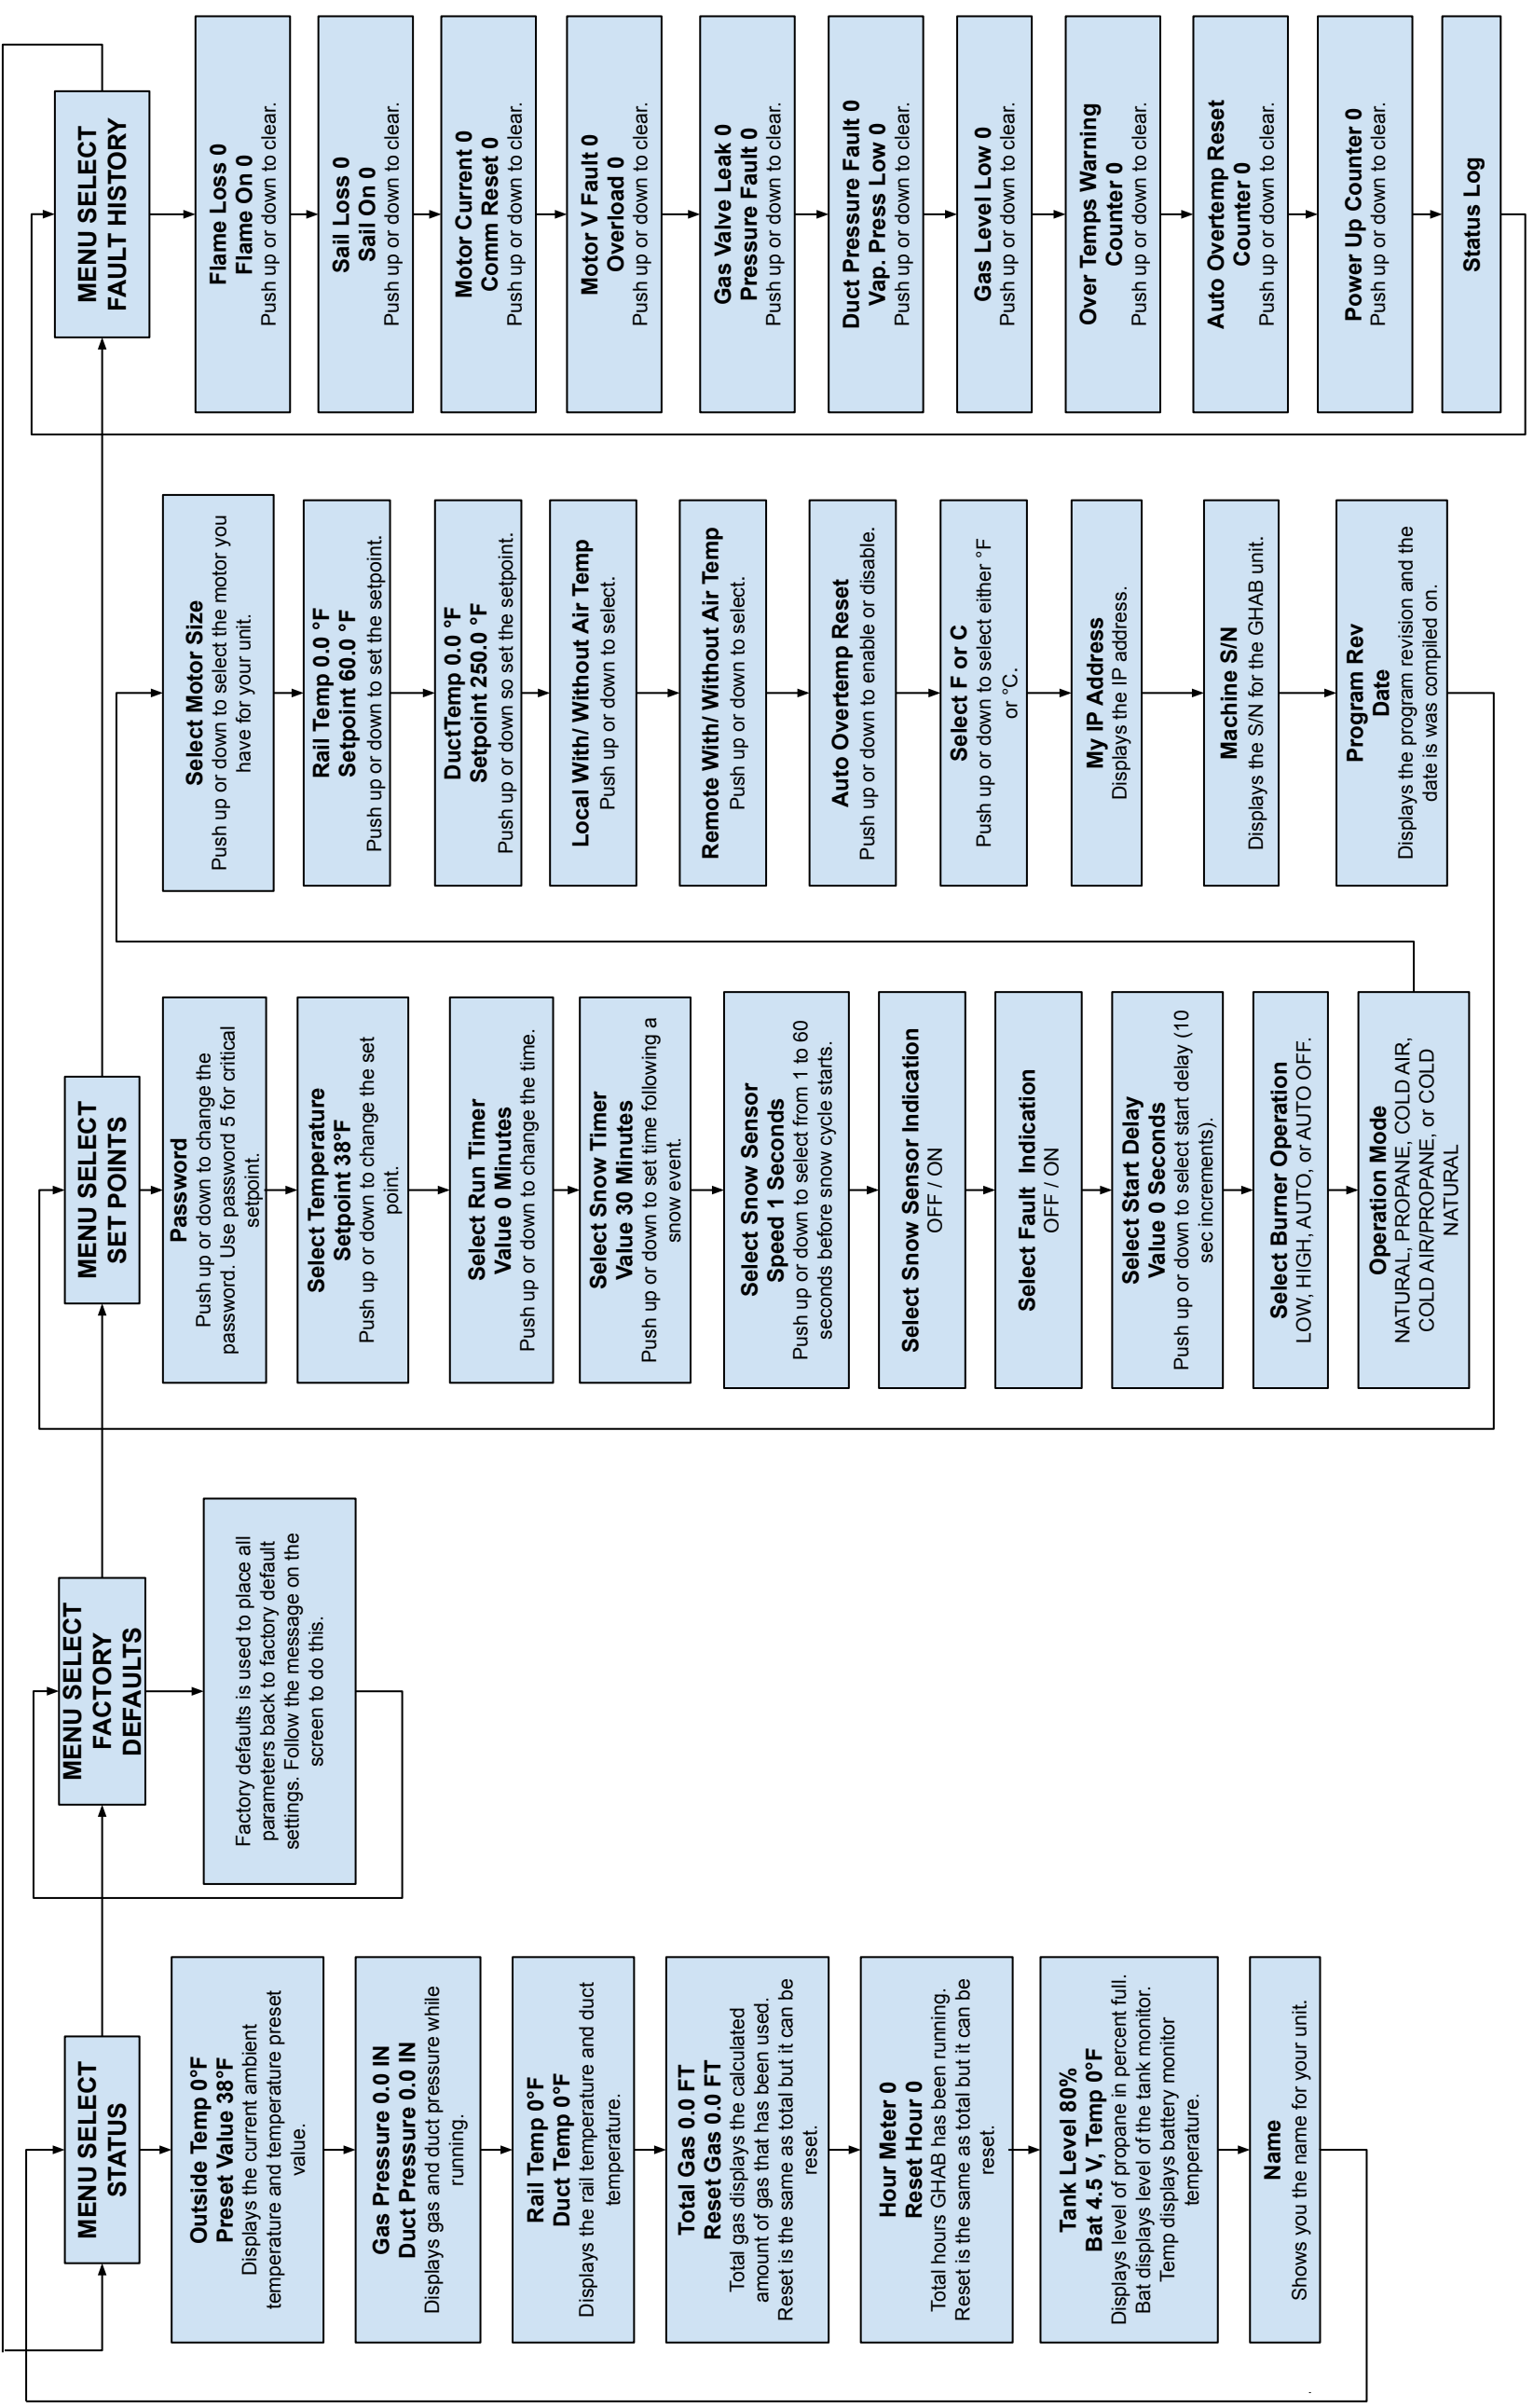 MENU SELECT
STATUS
Outside Temp 0°F
Preset Value 38°F
Displays the current ambient
temperature and temperature preset
value.
Gas Pressure 0.0 IN
Duct Pressure 0.0 IN
Displays gas and duct pressure while
running.
Rail Temp 0°F
Duct Temp 0°F
Displays the rail temperature and duct
temperature.
Total Gas 0.0 FT
Reset Gas 0.0 FT
Total gas displays the calculated
amount of gas that has been used.
Reset is the same as total but it can be
reset.
Hour Meter 0
Reset Hour 0
Total hours GHAB has been running.
Reset is the same as total but it can be
reset.
Tank Level 80%
Bat 4.5 V, Temp 0°F
Displays level of propane in percent full.
Bat displays level of the tank monitor.
Temp displays battery monitor
temperature.
Name
Shows you the name for your unit.
MENU SELECT
FACTORY
DEFAULTS
Factory defaults is used to place all
parameters back to factory default
settings. Follow the message on the
screen to do this.
MENU SELECT
SET POINTS
Password
Push up or down to change the
password. Use password 5 for critical
setpoint.
Select Temperature
Setpoint 38°F
Push up or down to change the set
point.
Select Run Timer
Value 0 Minutes
Push up or down to change the time.
Select Snow Timer
Value 30 Minutes
Push up or down to set time following a
snow event.
Select Snow Sensor
Speed 1 Seconds
Push up or down to select from 1 to 60
seconds before snow cycle starts.
Select Snow Sensor Indication
OFF / ON
Select Fault Indication
OFF / ON
Select Start Delay
Value 0 Seconds
Push up or down to select start delay (10
sec increments).
Select Burner Operation
LOW, HIGH, AUTO, or AUTO OFF.
Operation Mode
NATURAL, PROPANE, COLD AIR,
COLD AIR/PROPANE, or COLD
NATURAL
Select Motor Size
Push up or down to select the motor you
have for your unit.
Rail Temp 0.0 °F
Setpoint 60.0 °F
Push up or down to set the setpoint.
DuctTemp 0.0 °F
Setpoint 250.0 °F
Push up or down so set the setpoint.
Local With/ Without Air Temp
Push up or down to select.
Remote With/ Without Air Temp
Push up or down to select.
Auto Overtemp Reset
Push up or down to enable or disable.
Select F or C
Push up or down to select either °F
or °C.
My IP Address
Displays the IP address.
Machine S/N
Displays the S/N for the GHAB unit.
Program Rev
Date
Displays the program revision and the
date is was compiled on.
MENU SELECT
FAULT HISTORY
Flame Loss 0
Flame On 0
Push up or down to clear.
Sail Loss 0
Sail On 0
Push up or down to clear.
Motor Current 0
Comm Reset 0
Push up or down to clear.
Motor V Fault 0
Overload 0
Push up or down to clear.
Gas Valve Leak 0
Pressure Fault 0
Push up or down to clear.
Duct Pressure Fault 0
Vap. Press Low 0
Push up or down to clear.
Gas Level Low 0
Push up or down to clear.
Over Temps Warning
Counter 0
Push up or down to clear.
Auto Overtemp Reset
Counter 0
Push up or down to clear.
Power Up Counter 0
Push up or down to clear.
Status Log